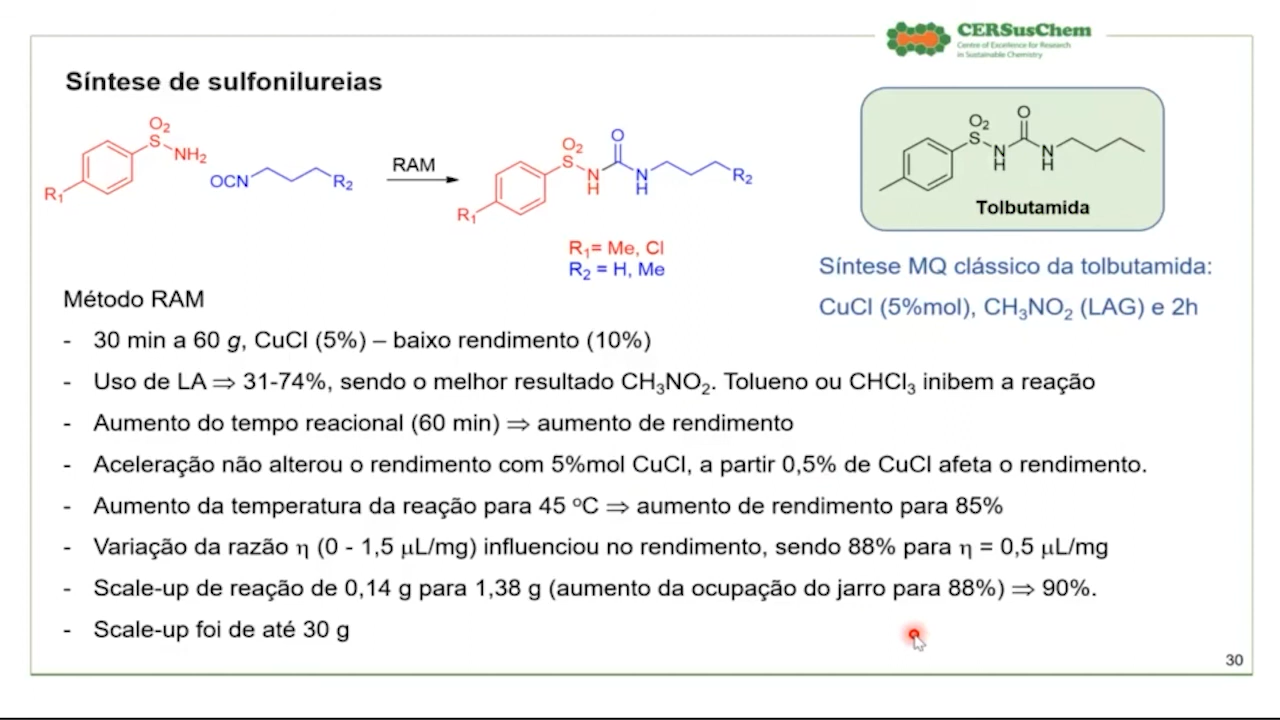 CERSusChem
Centre of Excellence for Research
in Sustainable Chemistry
Síntese de sulfonilureias
R₁
O₂
S
NH₂
OCN
R₂
RAM
R₁
O₂
S
N
H
O
N
H
R₂
R₁= Me, Cl
R₂ = H, Me
O₂
S
N
H
O
N
H
Tolbutamida
Síntese MQ clássico da tolbutamida:
CuCl (5%mol), CH₃NO₂ (LAG) e 2h
Método RAM
- 30 min a 60 g, CuCl (5%) – baixo rendimento (10%)
- Uso de LA ⇒ 31-74%, sendo o melhor resultado CH₃NO₂. Tolueno ou CHCl₃ inibem a reação
- Aumento do tempo reacional (60 min) ⇒ aumento de rendimento
- Aceleração não alterou o rendimento com 5%mol CuCl, a partir 0,5% de CuCl afeta o rendimento.
- Aumento da temperatura da reação para 45 ºC ⇒ aumento de rendimento para 85%
- Variação da razão η (0 - 1,5 μL/mg) influenciou no rendimento, sendo 88% para η = 0,5 μL/mg
- Scale-up de reação de 0,14 g para 1,38 g (aumento da ocupação do jarro para 88%) ⇒ 90%.
- Scale-up foi de até 30 g
30